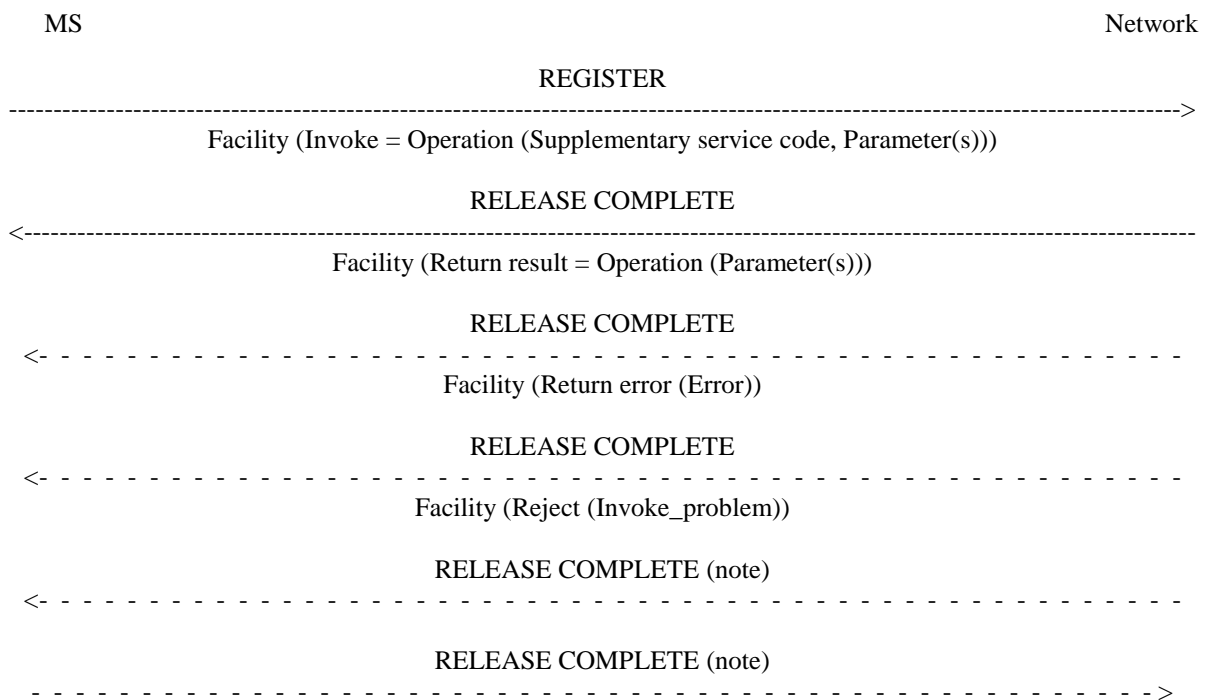 MS Network
REGISTER
Facility (Invoke = Operation (Supplementary service code, Parameter(s)))
RELEASE COMPLETE
Facility (Return result = Operation (Parameter(s)))
RELEASE COMPLETE
Facility (Return error (Error))
RELEASE COMPLETE
Facility (Reject (Invoke_problem))
RELEASE COMPLETE (note)
RELEASE COMPLETE (note)